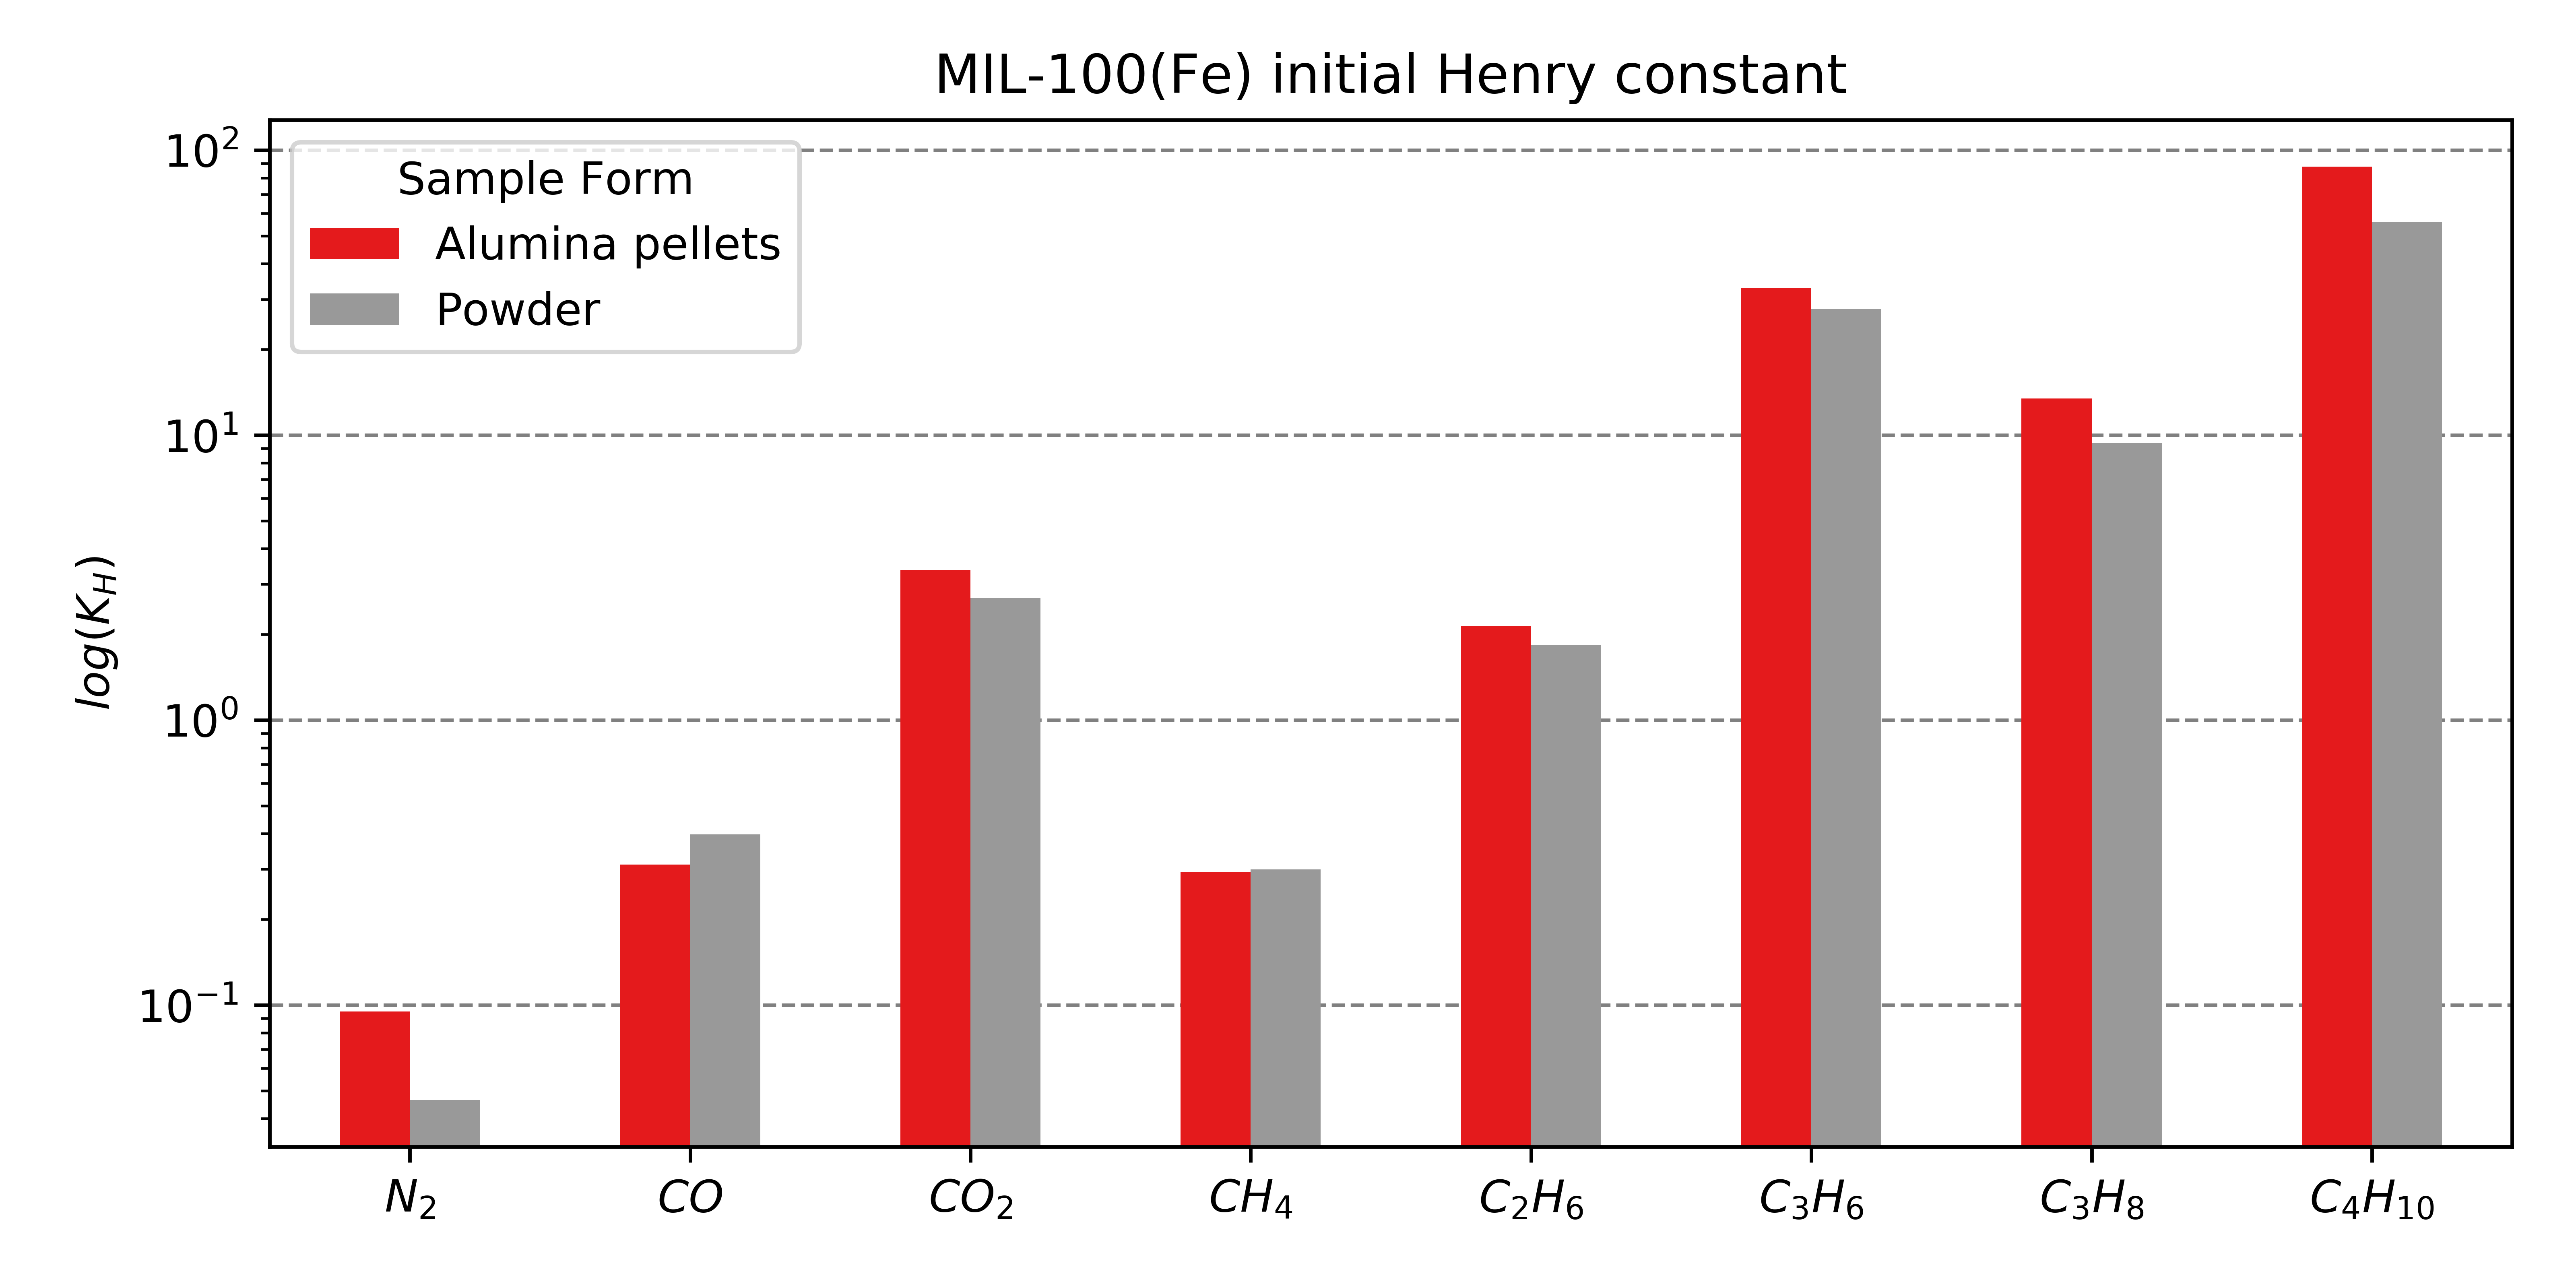 MIL-100(Fe) initial Henry constant
Sample Form
Alumina pellets
Powder
log(K_H)
10²
10¹
10⁰
10⁻¹
N₂ CO CO₂ CH₄ C₂H₆ C₃H₆ C₃H₈ C₄H₁₀